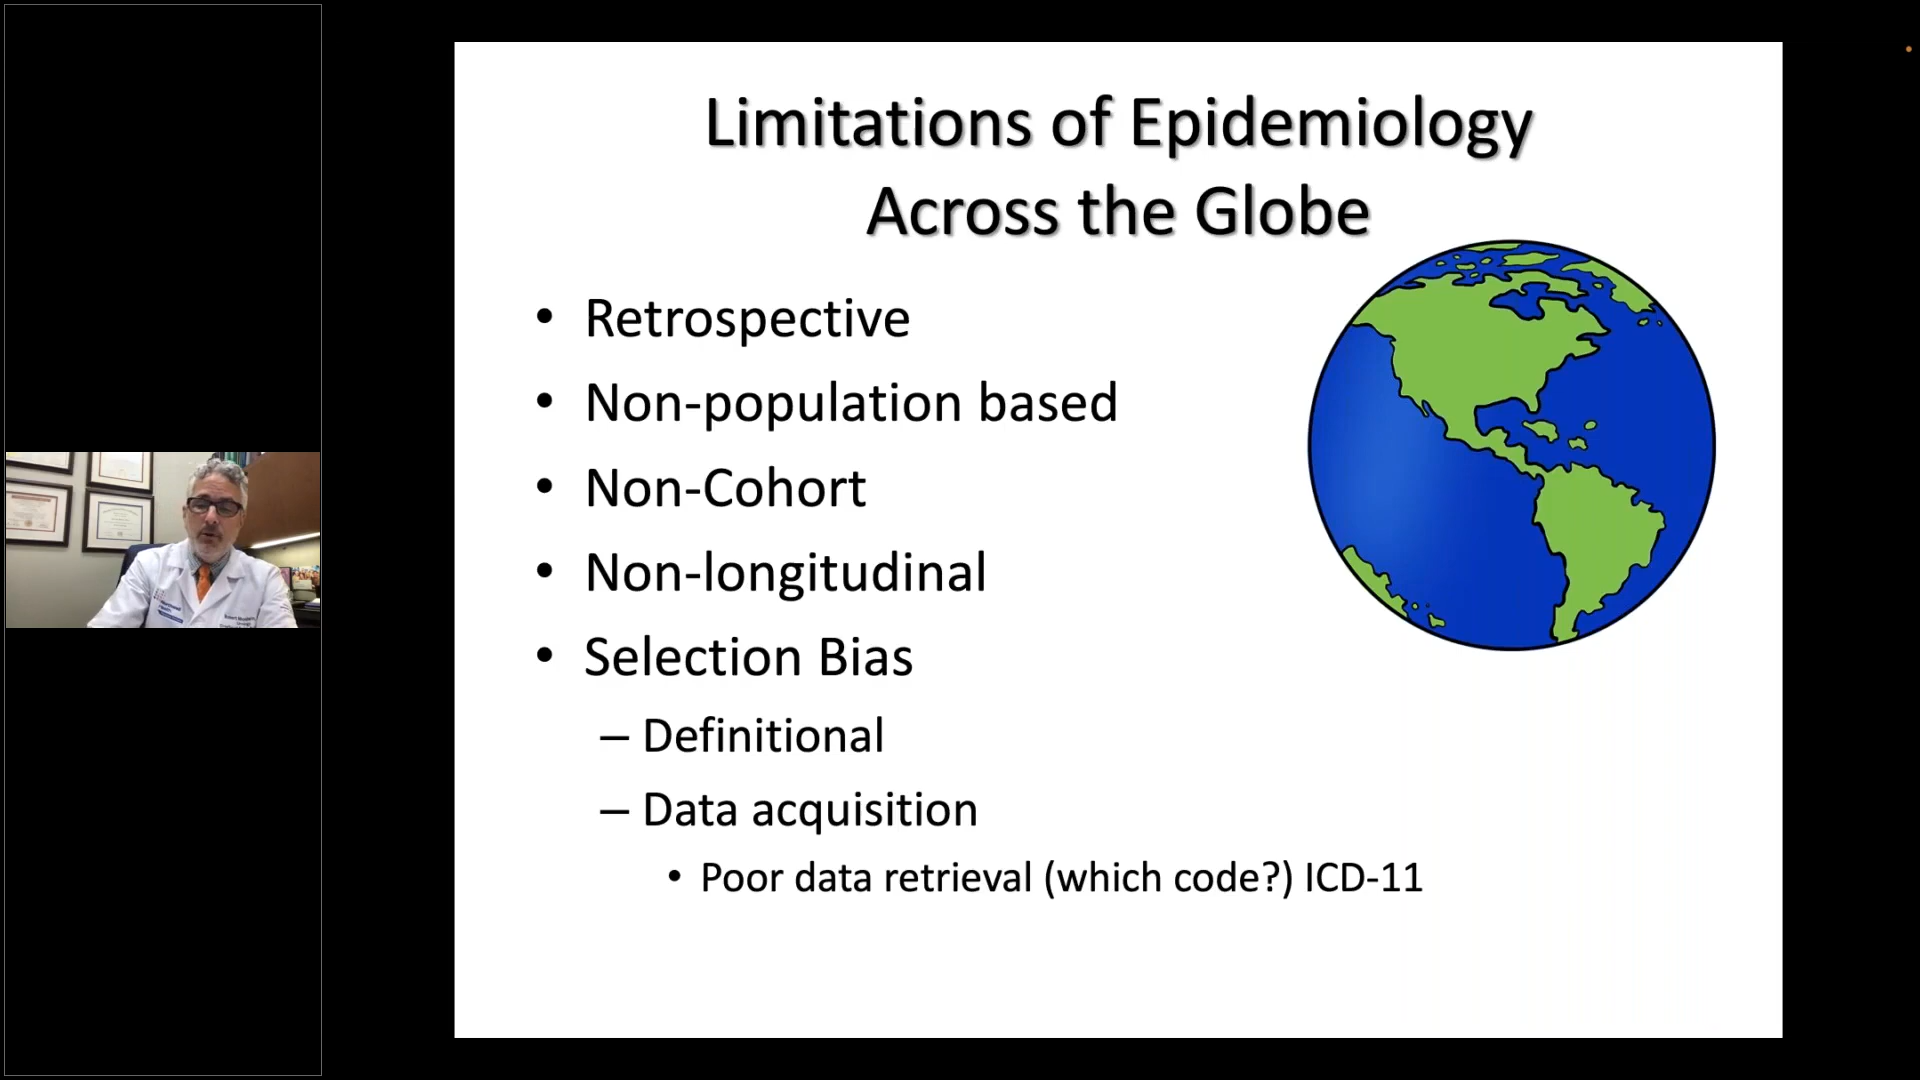 Limitations of Epidemiology
Across the Globe
• Retrospective
• Non-population based
• Non-Cohort
• Non-longitudinal
• Selection Bias
– Definitional
– Data acquisition
• Poor data retrieval (which code?) ICD-11